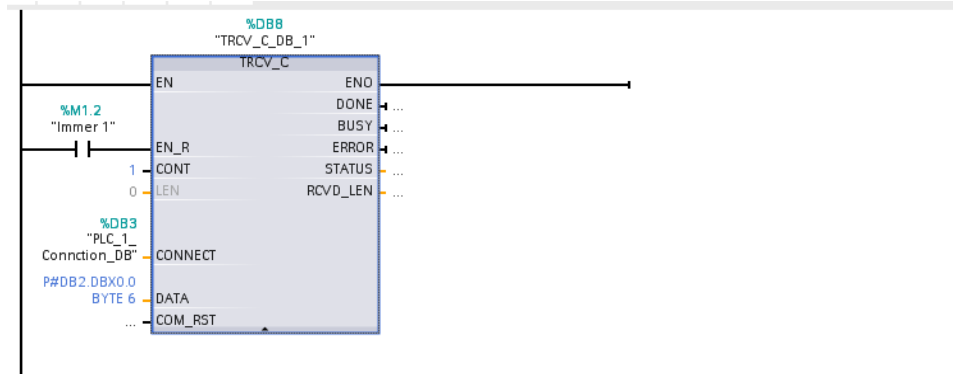 %DB8
"TRCV_C_DB_1"
TRCV_C
EN
ENO
DONE ...
%M1.2
"Immer 1"
BUSY ...
EN_R
ERROR ...
1 CONT
STATUS ...
0 LEN
RCVD_LEN ...
%DB3
"PLC_1_
Connction_DB"
CONNECT
P#DB2.DBX0.0
BYTE 6
DATA
... COM_RST